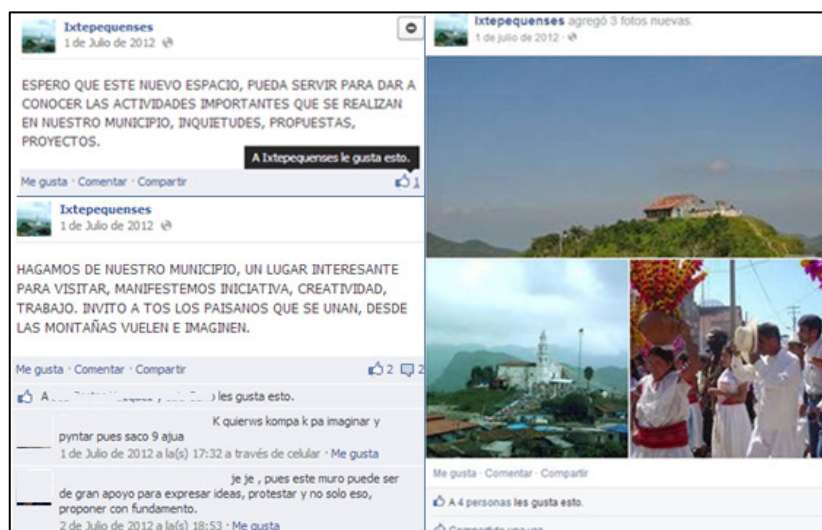 Ixtepequenses
1 de Julio de 2012
ESPERO QUE ESTE NUEVO ESPACIO, PUEDA SERVIR PARA DAR A
CONOCER LAS ACTIVIDADES IMPORTANTES QUE SE REALIZAN
EN NUESTRO MUNICIPIO, INQUIETUDES, PROPUESTAS,
PROYECTOS.
A Ixtepequenses le gusta esto.
Me gusta · Comentar · Compartir 1
Ixtepequenses
1 de Julio de 2012
HAGAMOS DE NUESTRO MUNICIPIO, UN LUGAR INTERESANTE
PARA VISITAR, MANIFESTEMOS INICIATIVA, CREATIVIDAD,
TRABAJO. INVITO A TOS LOS PAISANOS QUE SE UNAN, DESDE
LAS MONTAÑAS VUELEN E IMAGINEN.
Me gusta · Comentar · Compartir 2 2
A les gusta esto.
K quierws kompa k pa imaginar y
pyntar pues saco 9 ajua
1 de Julio de 2012 a la(s) 17:32 a través de celular · Me gusta
je je , pues este muro puede ser
de gran apoyo para expresar ideas, protestar y no solo eso,
proponer con fundamento.
2 de Julio de 2012 a la(s) 18:53 · Me gusta
Ixtepequenses agregó 3 fotos nuevas.
1 de julio de 2012 ·
Me gusta · Comentar · Compartir
A 4 personas les gusta esto.